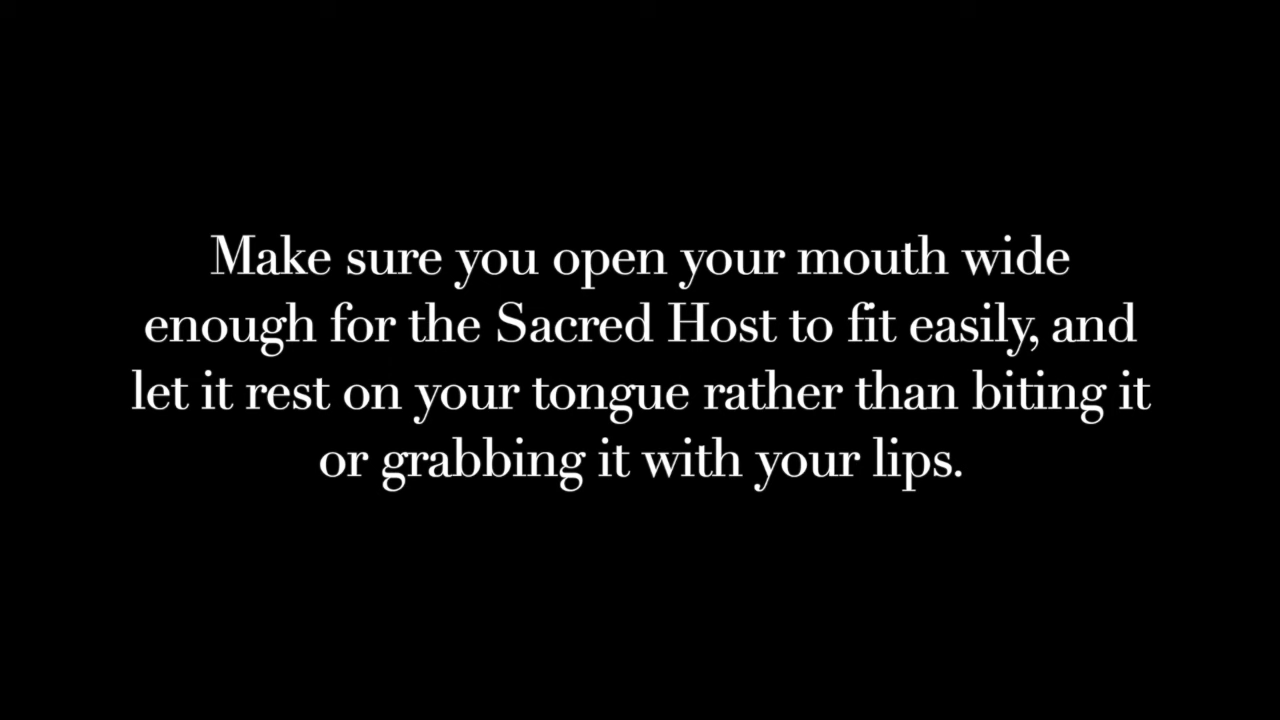 Make sure you open your mouth wide
enough for the Sacred Host to fit easily, and
let it rest on your tongue rather than biting it
or grabbing it with your lips.